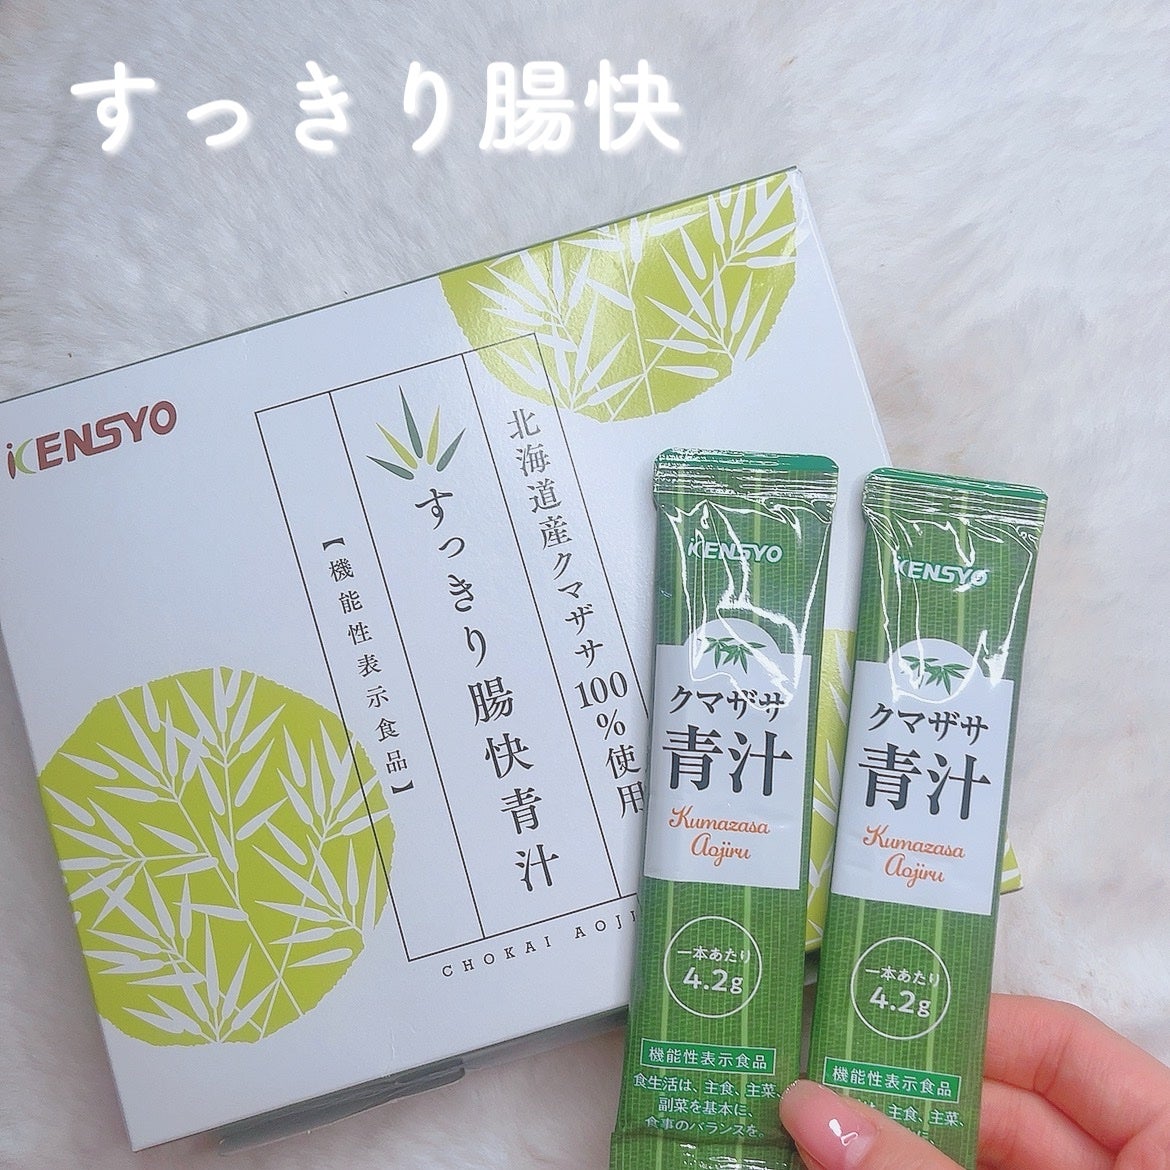 すっきり腸快
KENSYO
北海道産クマザサ100%使用
すっきり腸快青汁
【機能性表示食品】
CHOKAI AOJI
KENSYO
クマザサ
青汁
Kumazasa
Aojiru
一本あたり
4.2g
機能性表示食品
食生活は、主食、主菜、
副菜を基本に、
食事のバランスを。
KENSYO
クマザサ
青汁
Kumazasa
Aojiru
一本あたり
4.2g
機能性表示食品
主食、主菜、